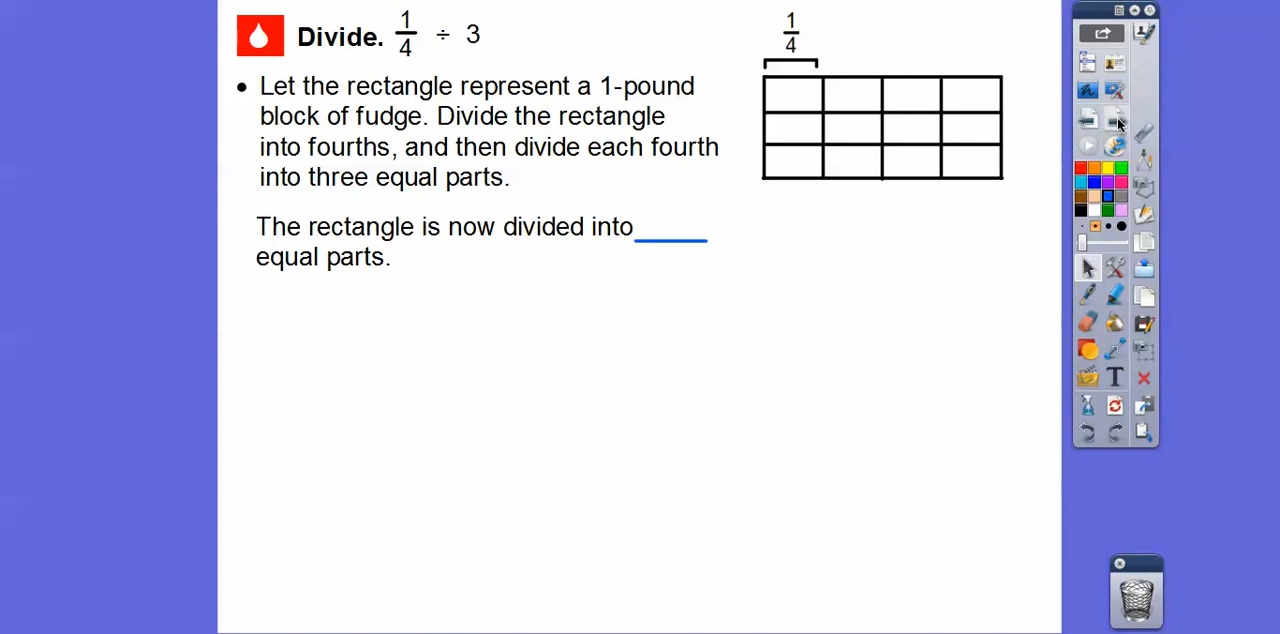 Divide. 1/4 ÷ 3
1/4
• Let the rectangle represent a 1-pound
block of fudge. Divide the rectangle
into fourths, and then divide each fourth
into three equal parts.
The rectangle is now divided into_____
equal parts.
T